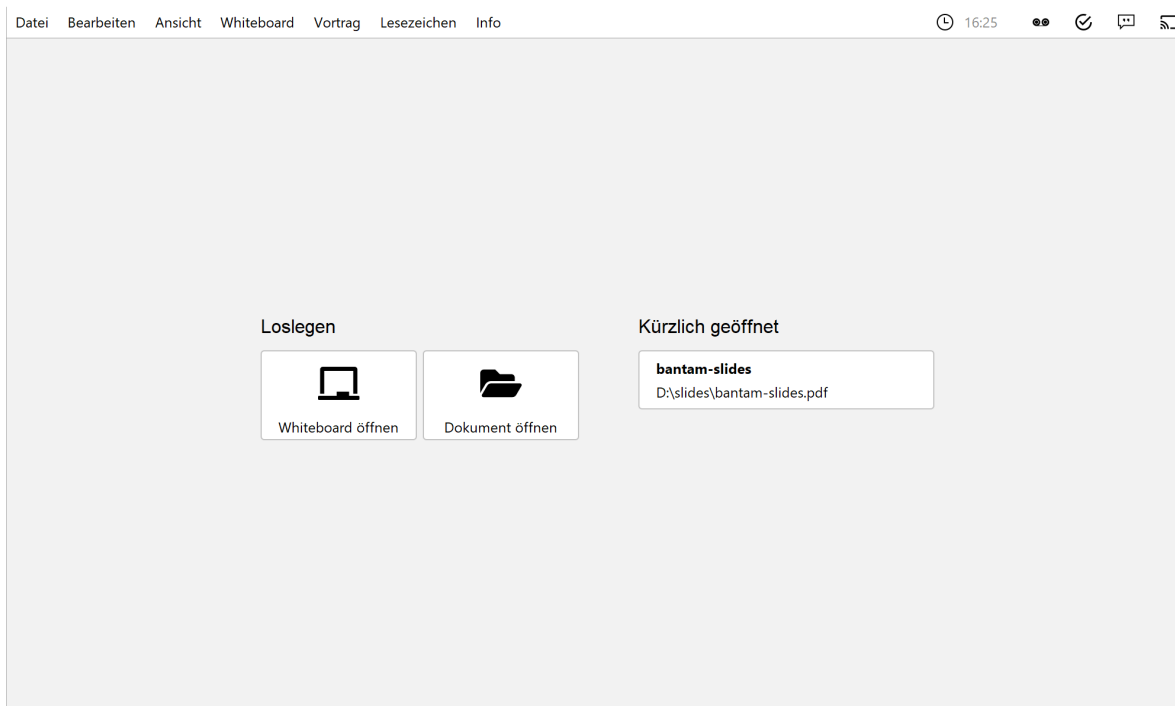 Datei Bearbeiten Ansicht Whiteboard Vortrag Lesezeichen Info 16:25
Loslegen
Whiteboard öffnen
Dokument öffnen
Kürzlich geöffnet
bantam-slides
D:\slides\bantam-slides.pdf